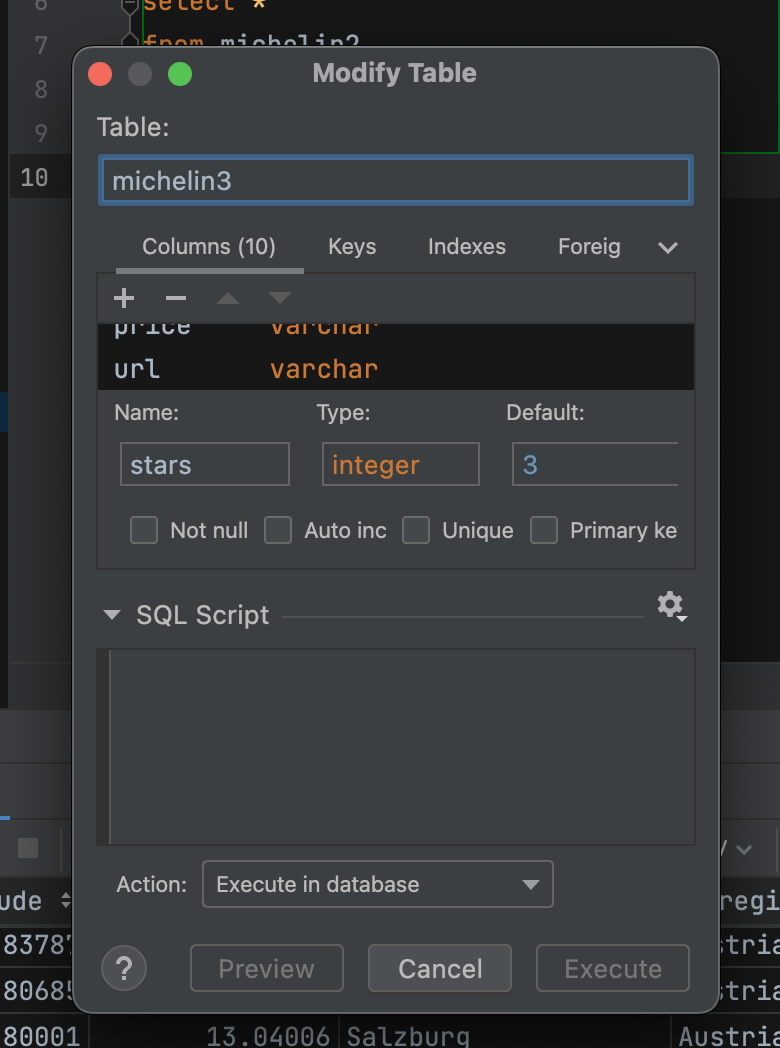 6 select *
7 from michelin2
8
9
10
Modify Table
Table:
michelin3
Columns (10) Keys Indexes Foreig
price varchar
url varchar
Name: Type: Default:
stars integer 3
Not null Auto inc Unique Primary ke
SQL Script
Action: Execute in database
? Preview Cancel Execute
ude regi
83787 stria
80685 stria
80001 13.04006 Salzburg Austria